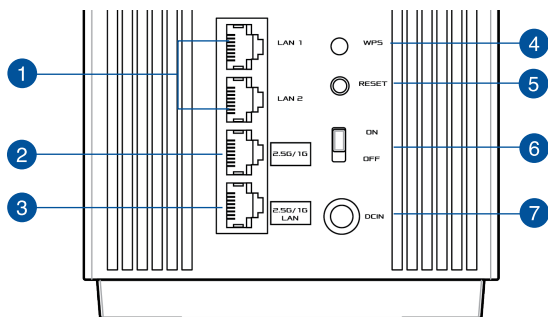 LAN 1
WPS
4
1
RESET
5
LAN 2
ON
2
2.5G/1G
6
OFF
3
2.5G/1G
LAN
DCIN
7